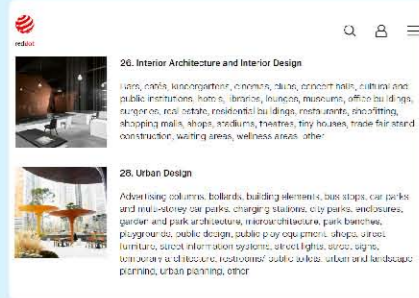 reddot
26. Interior Architecture and Interior Design
Bars, cafés, kindergartens, cinemas, clubs, concert halls, cultural and
public institutions, hotels, libraries, lounges, museums, office buildings,
surgeries, real estate, residential buildings, restaurants, shopfitting,
shopping malls, shops, stadiums, theatres, tiny houses, trade fair stand
construction, waiting areas, wellness areas, other
28. Urban Design
Advertising columns, bollards, building elements, bus stops, car parks
and multi-storey car parks, charging stations, city parks, enclosures,
garden and park architecture, microarchitecture, park benches,
playgrounds, public design, public play equipment, shops, street
furniture, street information systems, street lights, street signs,
temporary architecture, restrooms/ public toilets, urban and landscape
planning, urban planning, other